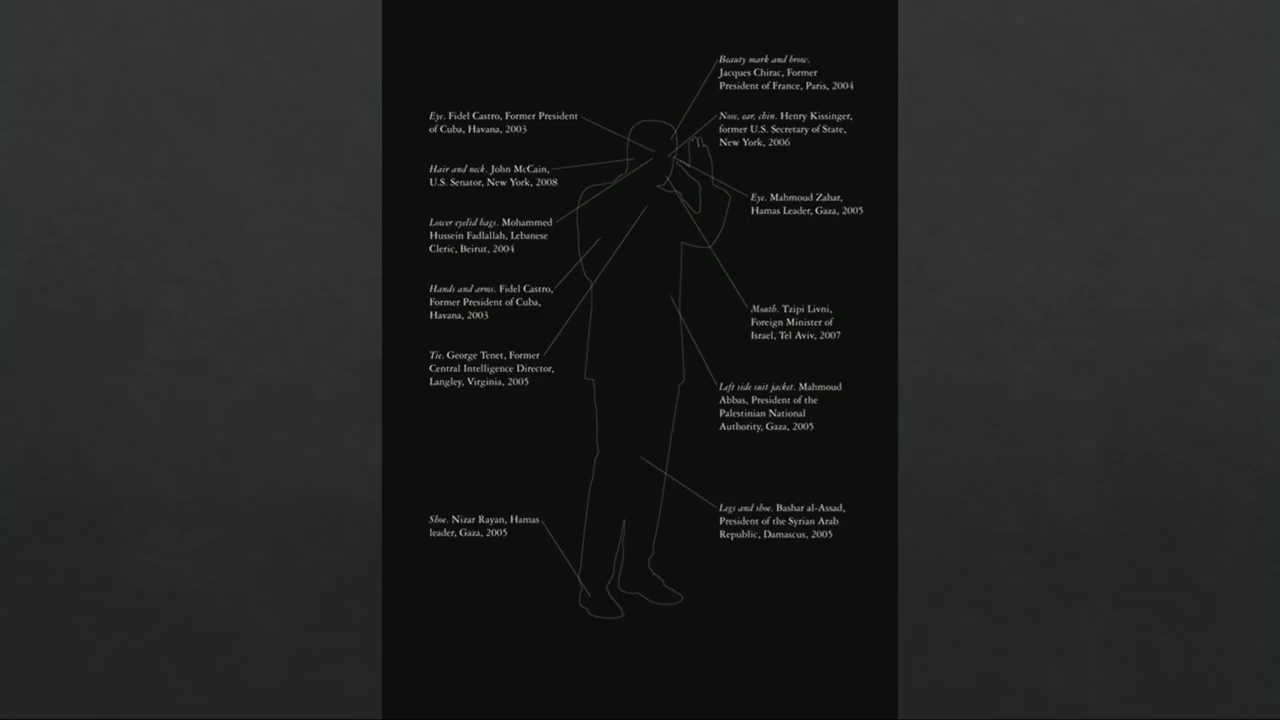 Beauty mark and brow.
Jacques Chirac, Former
President of France, Paris, 2004
Eye. Fidel Castro, Former President
of Cuba, Havana, 2003
Nose, ear, chin. Henry Kissinger,
former U.S. Secretary of State,
New York, 2006
Hair and neck. John McCain,
U.S. Senator, New York, 2008
Eye. Mahmoud Zahar,
Hamas Leader, Gaza, 2005
Lower eyelid bags. Mohammed
Hussein Fadlallah, Lebanese
Cleric, Beirut, 2004
Hands and arms. Fidel Castro,
Former President of Cuba,
Havana, 2003
Mouth. Tzipi Livni,
Foreign Minister of
Israel, Tel Aviv, 2007
Tie. George Tenet, Former
Central Intelligence Director,
Langley, Virginia, 2005
Left side suit jacket. Mahmoud
Abbas, President of the
Palestinian National
Authority, Gaza, 2005
Legs and shoe. Bashar al-Assad,
President of the Syrian Arab
Republic, Damascus, 2005
Shoe. Nizar Rayan, Hamas
leader, Gaza, 2005